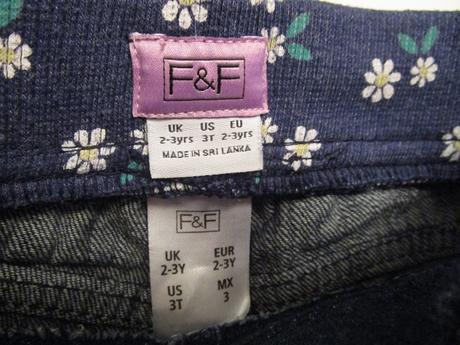 F&F
UK US EU
2-3yrs 3T 2-3yrs
MADE IN SRI LANKA
F&F
UK EUR
2-3Y 2-3Y
US MX
3T 3